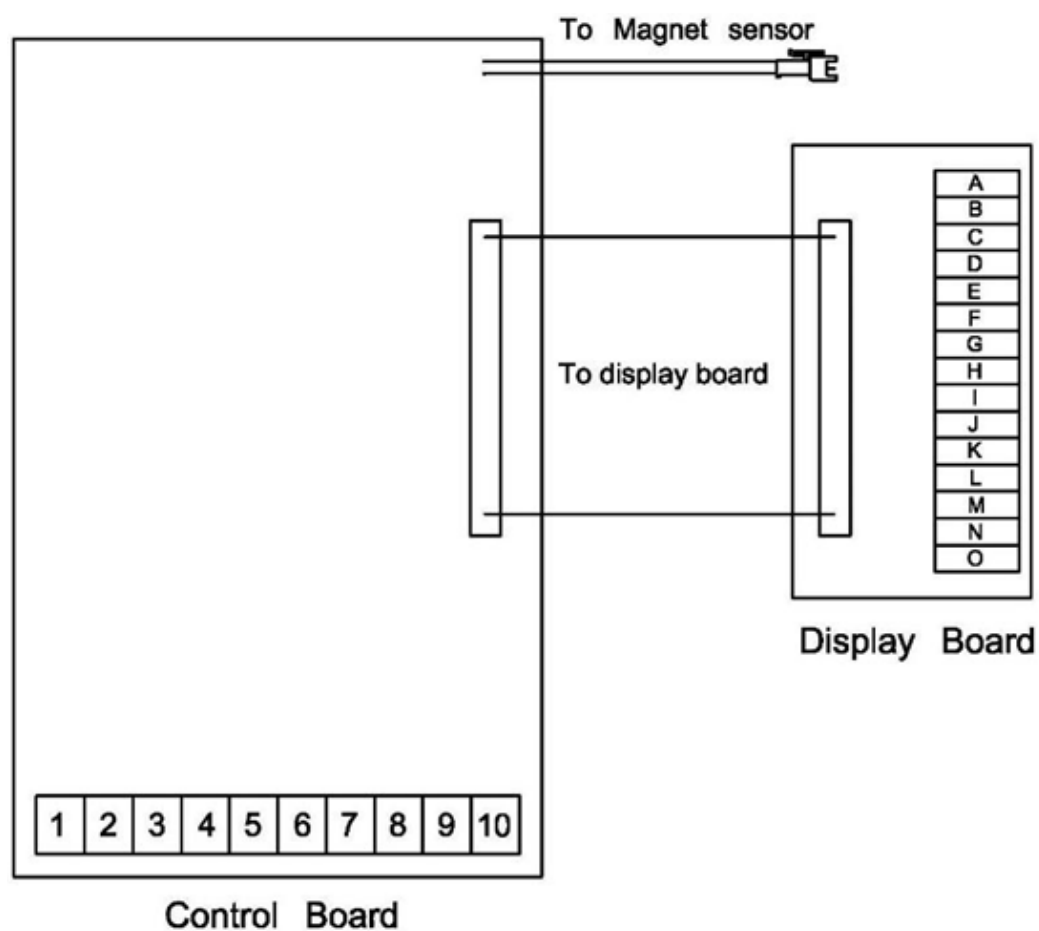 To Magnet sensor
A
B
C
D
E
F
G
H
I
J
K
L
M
N
O
To display board
Display Board
1 2 3 4 5 6 7 8 9 10
Control Board